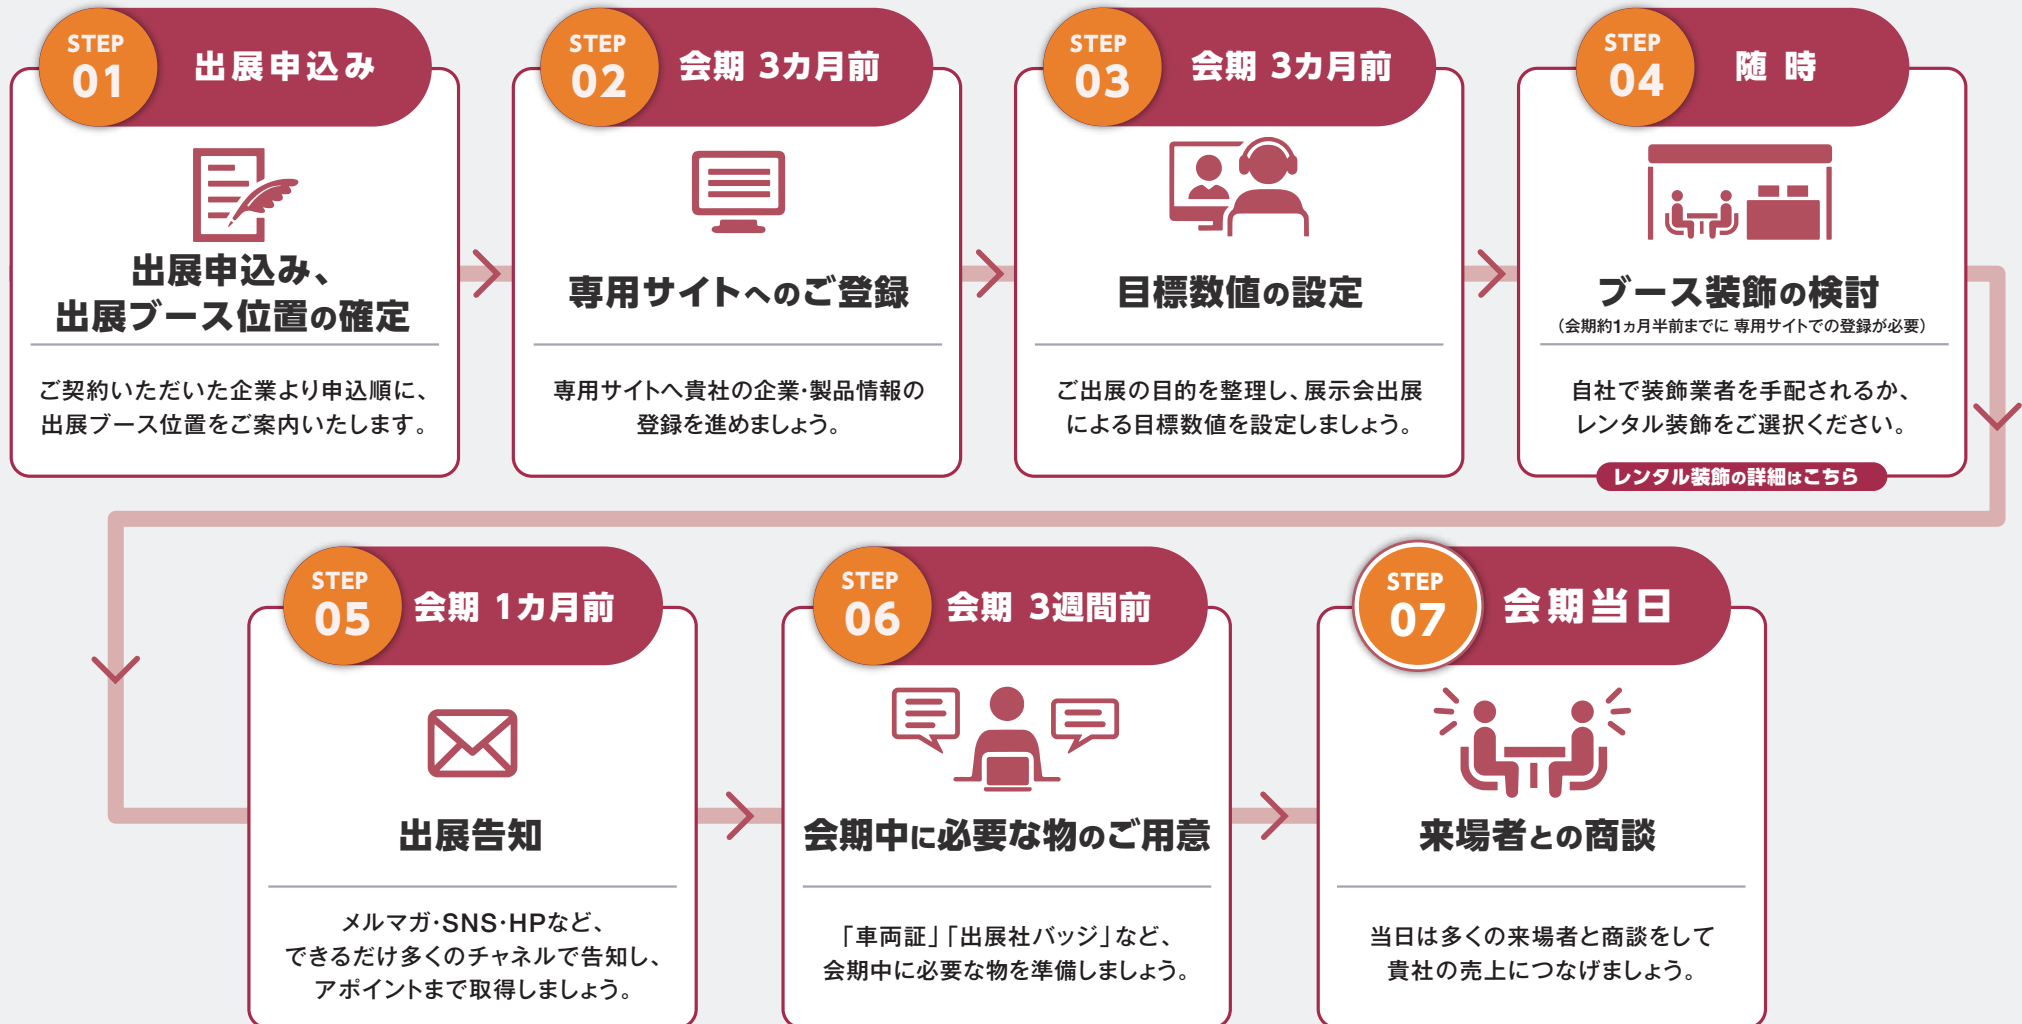 STEP
01
出展申込み
出展申込み、
出展ブース位置の確定
ご契約いただいた企業より申込順に、
出展ブース位置をご案内いたします。
STEP
02
会期 3カ月前
専用サイトへのご登録
専用サイトへ貴社の企業・製品情報の
登録を進めましょう。
STEP
03
会期 3カ月前
目標数値の設定
ご出展の目的を整理し、展示会出展
による目標数値を設定しましょう。
STEP
04
随 時
ブース装飾の検討
（会期約1ヵ月半前までに 専用サイトでの登録が必要）
自社で装飾業者を手配されるか、
レンタル装飾をご選択ください。
レンタル装飾の詳細はこちら
STEP
05
会期 1カ月前
出展告知
メルマガ・SNS・HPなど、
できるだけ多くのチャネルで告知し、
アポイントまで取得しましょう。
STEP
06
会期 3週間前
会期中に必要な物のご用意
「車両証」「出展社バッジ」など、
会期中に必要な物を準備しましょう。
STEP
07
会期当日
来場者との商談
当日は多くの来場者と商談をして
貴社の売上につなげましょう。